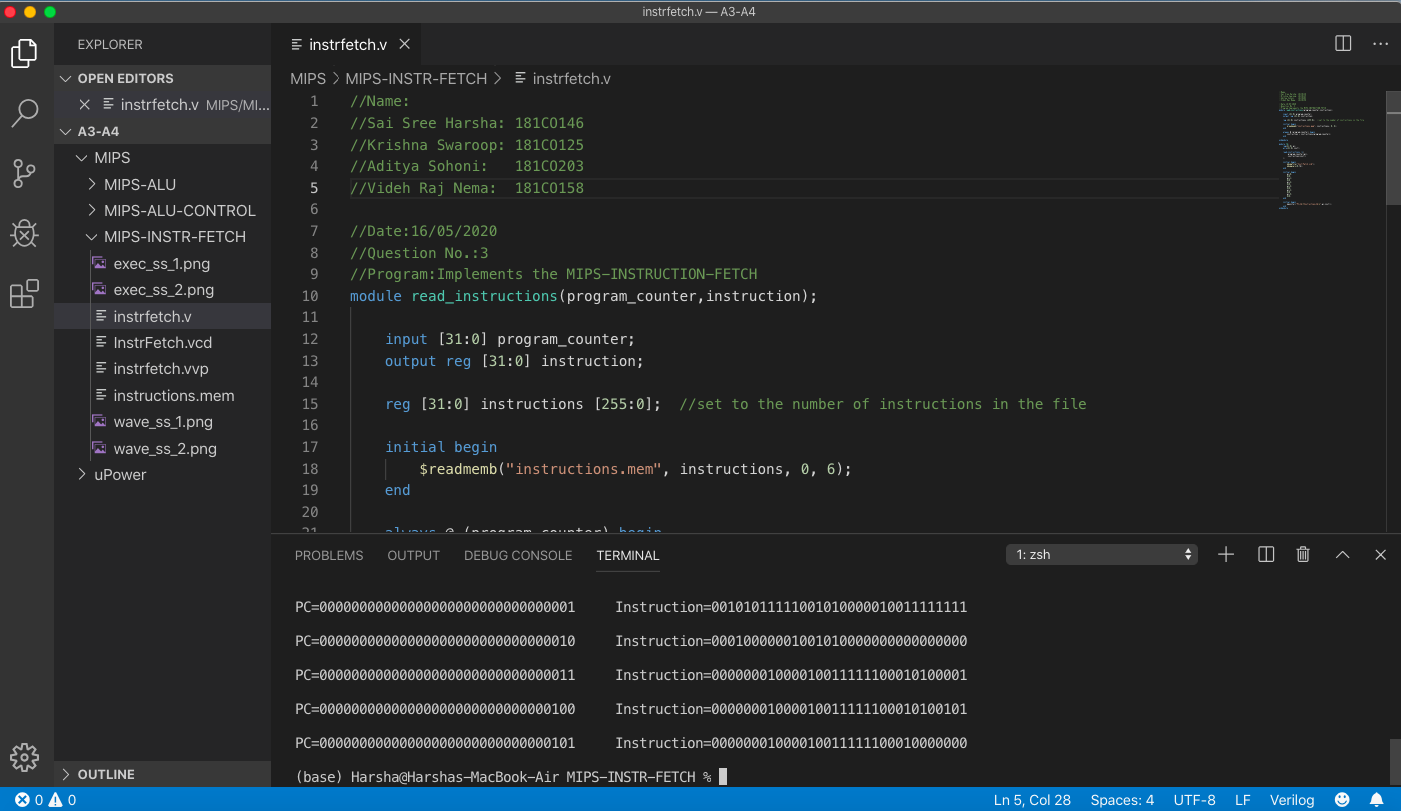 instrfetch.v — A3-A4
EXPLORER
OPEN EDITORS
instrfetch.v MIPS/MI...
A3-A4
MIPS
MIPS-ALU
MIPS-ALU-CONTROL
MIPS-INSTR-FETCH
exec_ss_1.png
exec_ss_2.png
instrfetch.v
InstrFetch.vcd
instrfetch.vvp
instructions.mem
wave_ss_1.png
wave_ss_2.png
uPower
OUTLINE
instrfetch.v
MIPS > MIPS-INSTR-FETCH > instrfetch.v
1 //Name:
2 //Sai Sree Harsha: 181CO146
3 //Krishna Swaroop: 181CO125
4 //Aditya Sohoni: 181CO203
5 //Videh Raj Nema: 181CO158
6
7 //Date:16/05/2020
8 //Question No.:3
9 //Program:Implements the MIPS-INSTRUCTION-FETCH
10 module read_instructions(program_counter,instruction);
11
12 input [31:0] program_counter;
13 output reg [31:0] instruction;
14
15 reg [31:0] instructions [255:0]; //set to the number of instructions in the file
16
17 initial begin
18 $readmemb("instructions.mem", instructions, 0, 6);
19 end
20
21 always @ (program_counter) begin
PROBLEMS OUTPUT DEBUG CONSOLE TERMINAL 1: zsh
PC=00000000000000000000000000000001 Instruction=00101011111001010000010011111111
PC=00000000000000000000000000000010 Instruction=00010000001001010000000000000000
PC=00000000000000000000000000000011 Instruction=00000001000010011111100010100001
PC=00000000000000000000000000000100 Instruction=00000001000010011111100010100101
PC=00000000000000000000000000000101 Instruction=00000001000010011111100010000000
(base) Harsha@Harshas-MacBook-Air MIPS-INSTR-FETCH %
0 0 Ln 5, Col 28 Spaces: 4 UTF-8 LF Verilog